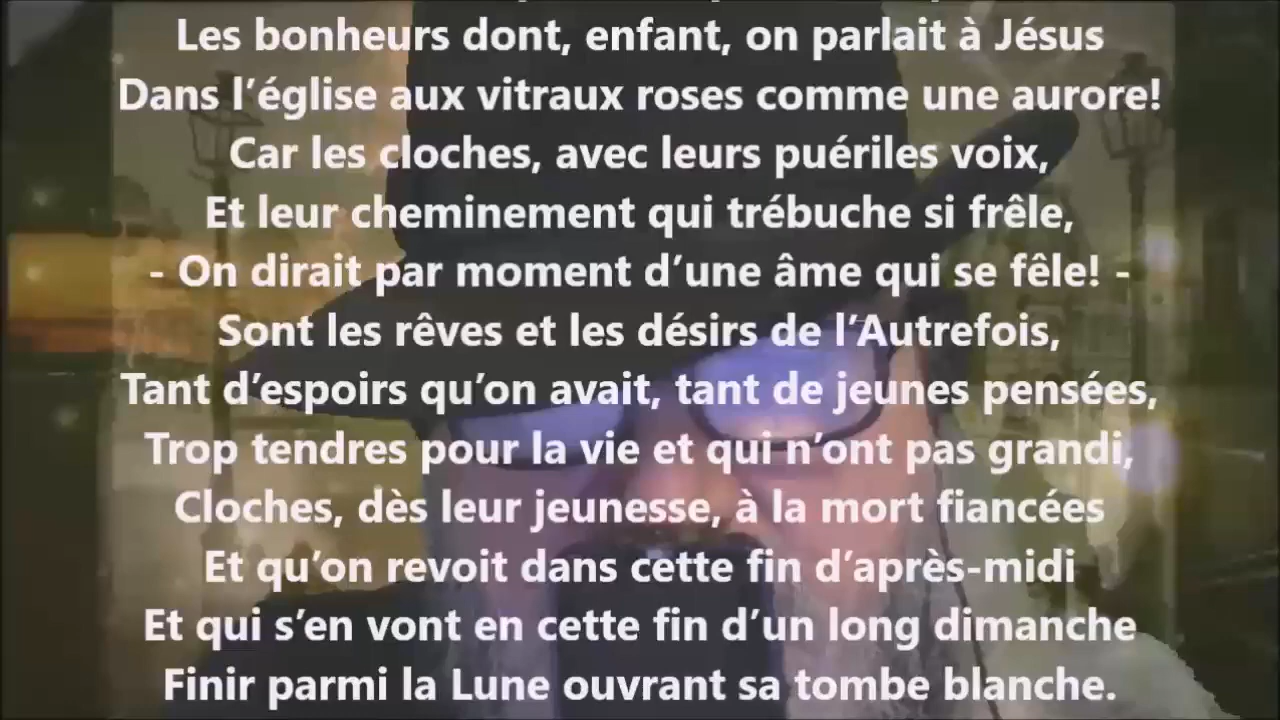 Les bonheurs dont, enfant, on parlait à Jésus
Dans l’église aux vitraux roses comme une aurore!
Car les cloches, avec leurs puériles voix,
Et leur cheminement qui trébuche si frêle,
- On dirait par moment d’une âme qui se fêle! -
Sont les rêves et les désirs de l’Autrefois,
Tant d’espoirs qu’on avait, tant de jeunes pensées,
Trop tendres pour la vie et qui n’ont pas grandi,
Cloches, dès leur jeunesse, à la mort fiancées
Et qu’on revoit dans cette fin d’après-midi
Et qui s’en vont en cette fin d’un long dimanche
Finir parmi la Lune ouvrant sa tombe blanche.